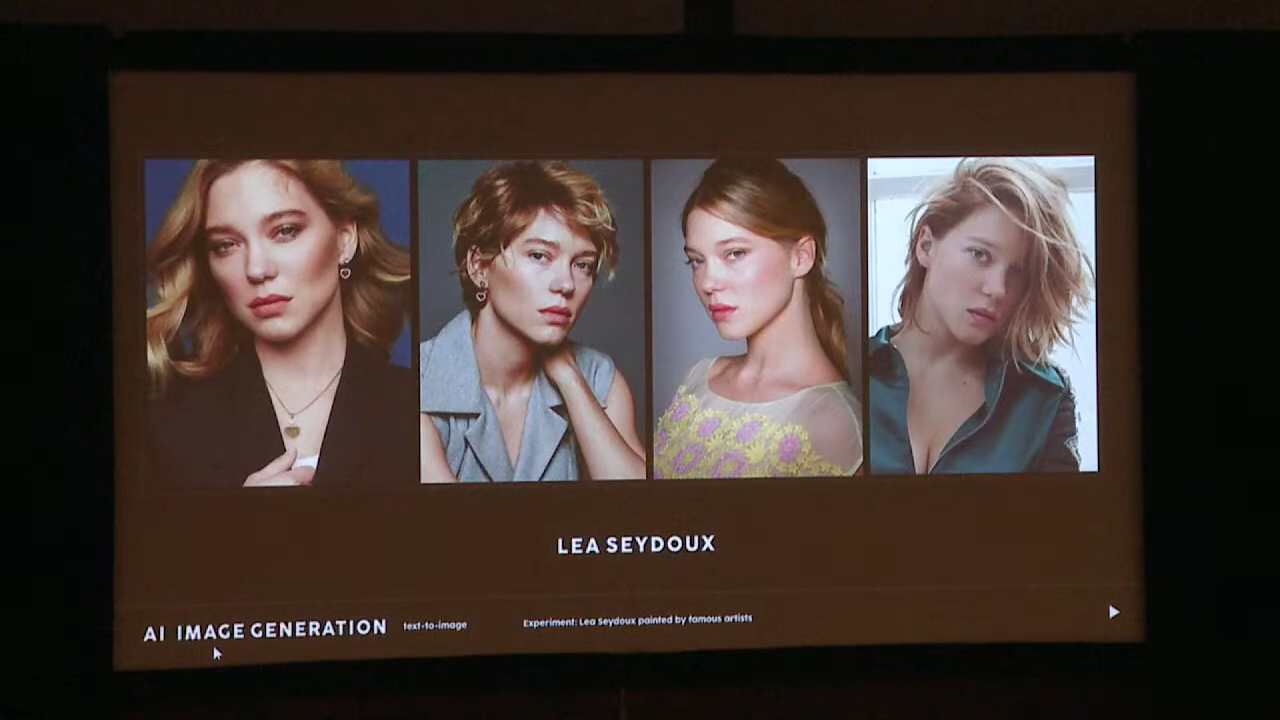 LEA SEYDOUX
AI IMAGE GENERATION
text-to-image
Experiment: Lea Seydoux painted by famous artists